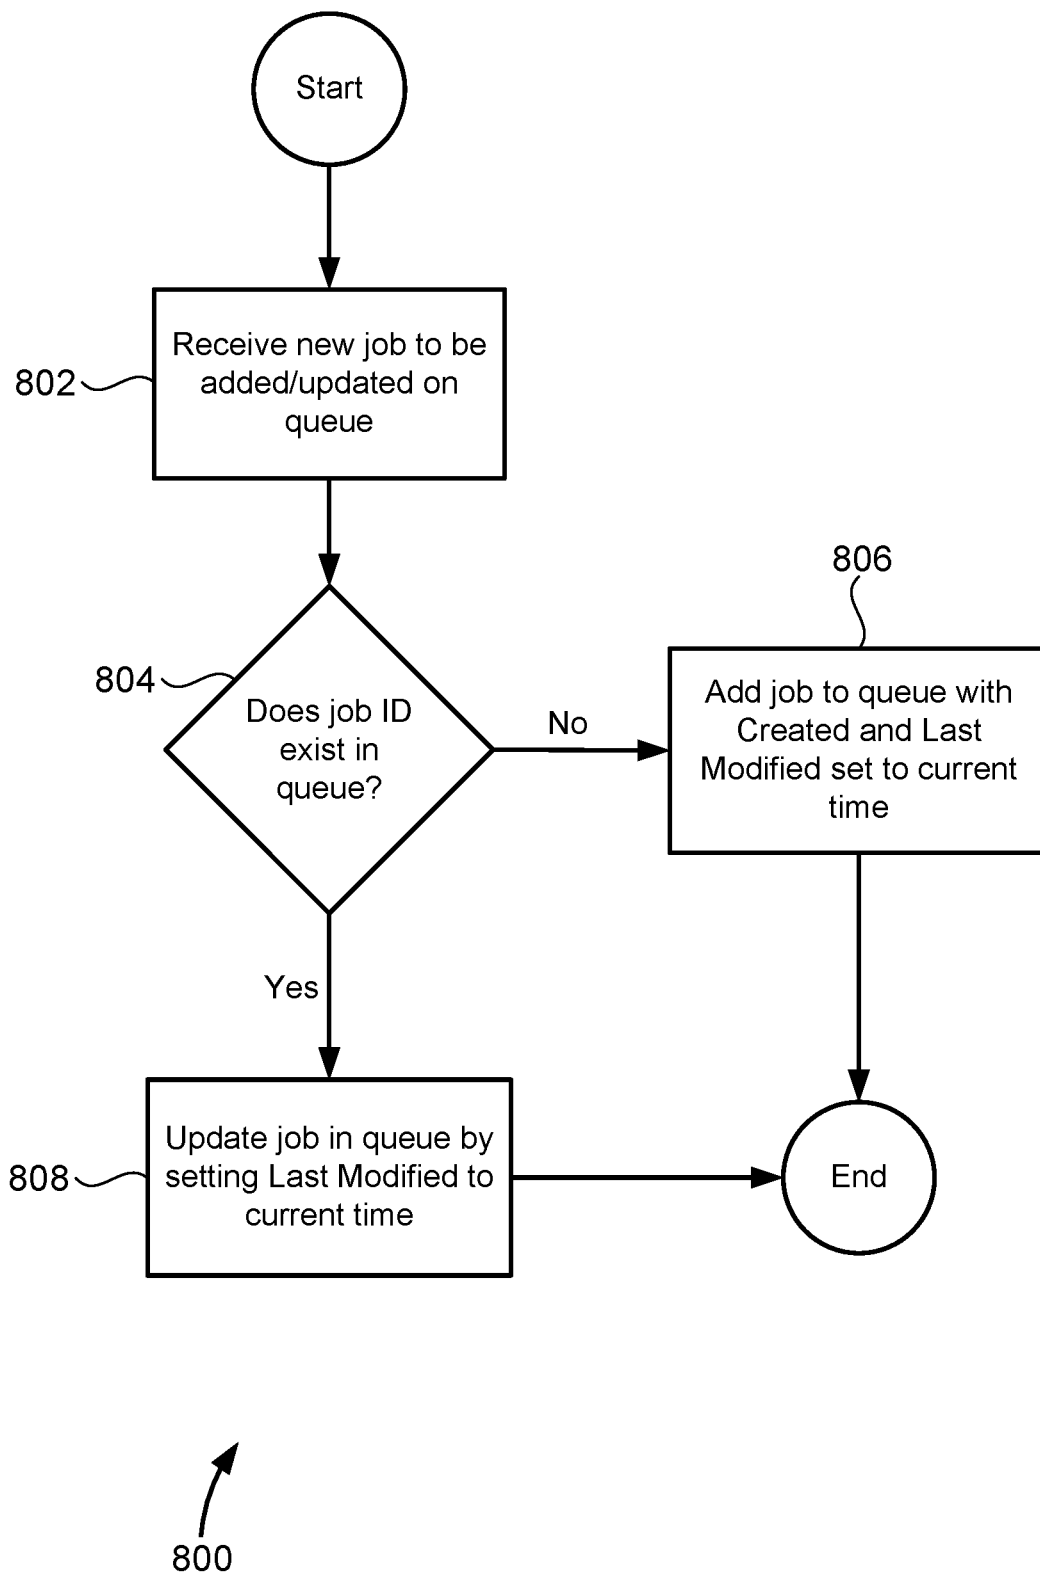 Start
802
Receive new job to be
added/updated on
queue
804
Does job ID
exist in
queue?
No
806
Add job to queue with
Created and Last
Modified set to current
time
Yes
808
Update job in queue by
setting Last Modified to
current time
End
800